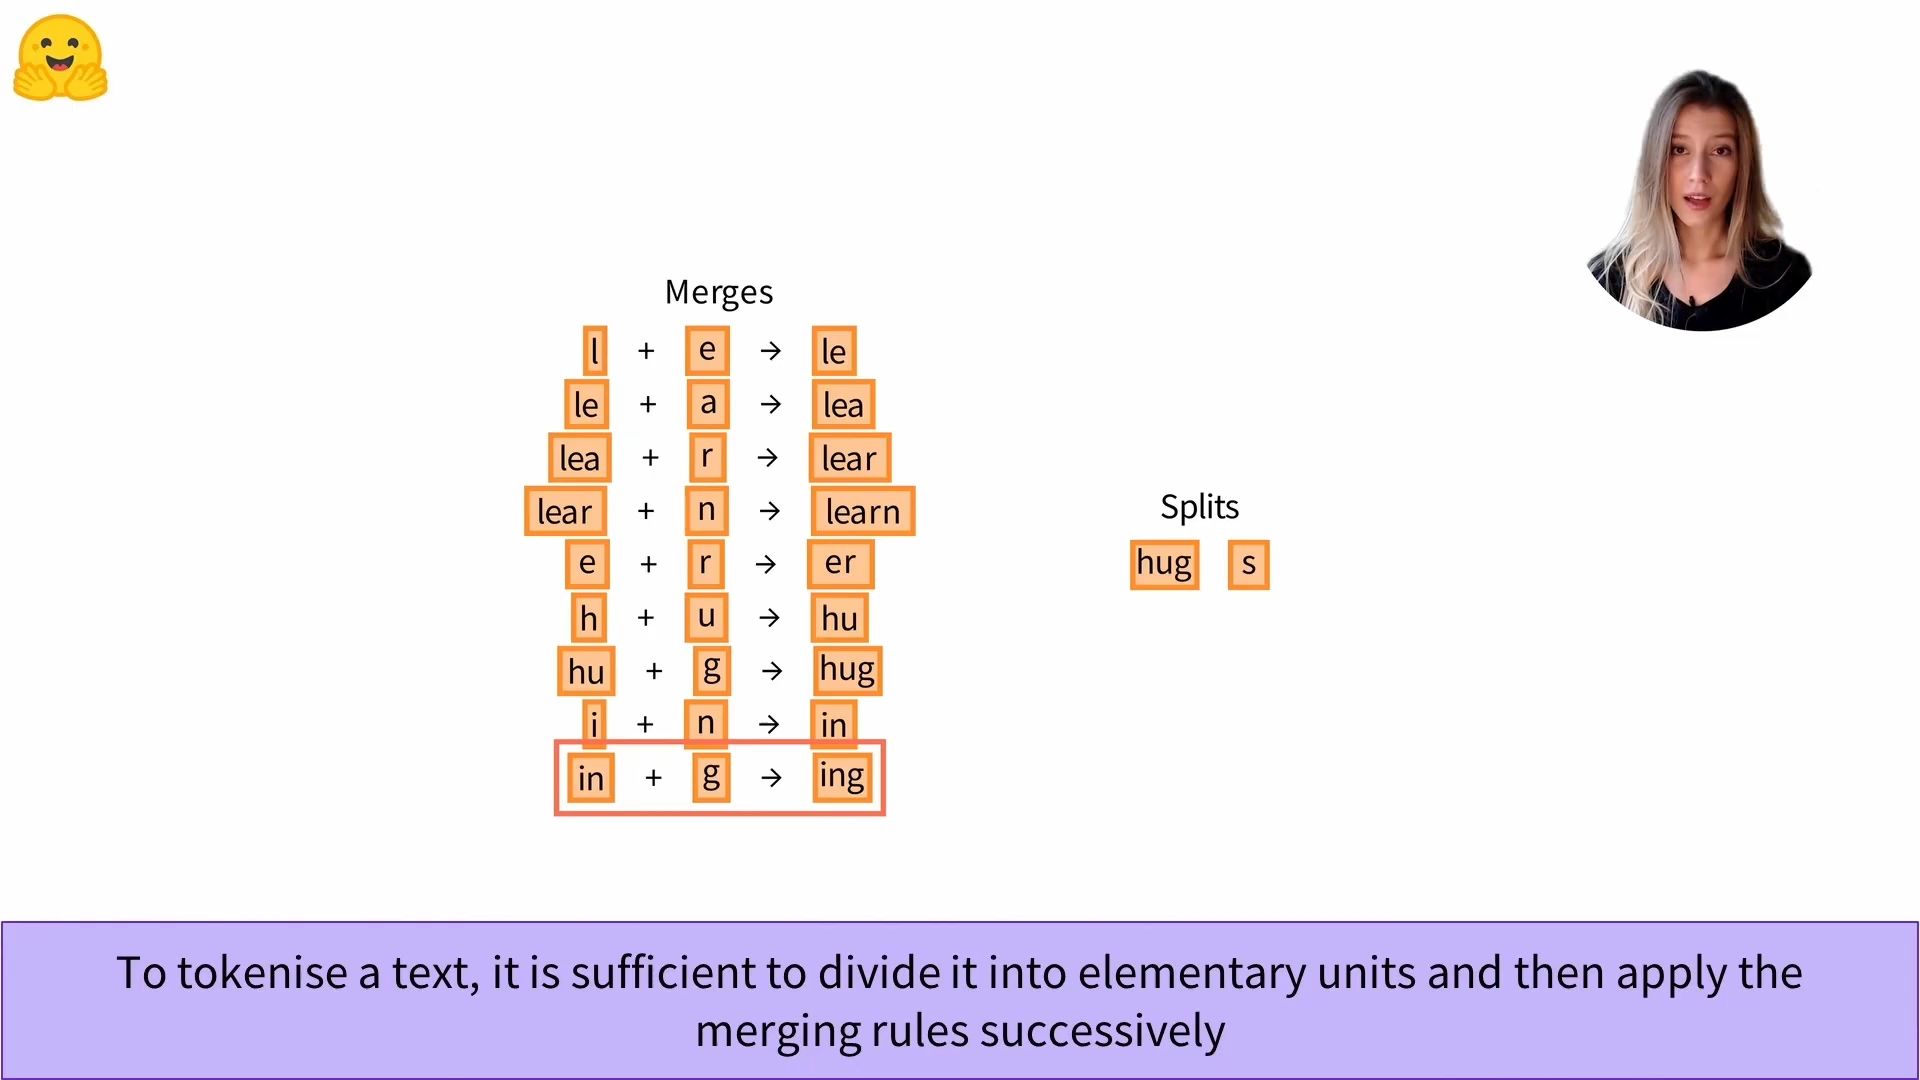 Merges
l + e → le
le + a → lea
lea + r → lear
lear + n → learn
e + r → er
h + u → hu
hu + g → hug
i + n → in
in + g → ing
Splits
hug s
To tokenise a text, it is sufficient to divide it into elementary units and then apply the
merging rules successively